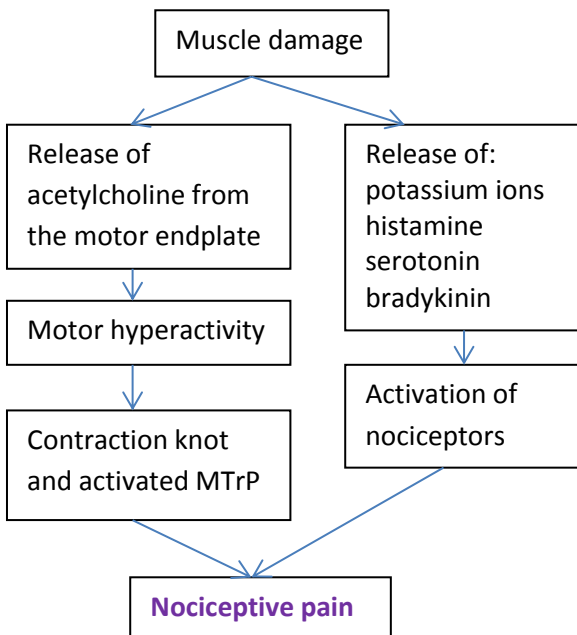 Muscle damage
Release of
acetylcholine from
the motor endplate
Motor hyperactivity
Contraction knot
and activated MTrP
Release of:
potassium ions
histamine
serotonin
bradykinin
Activation of
nociceptors
Nociceptive pain